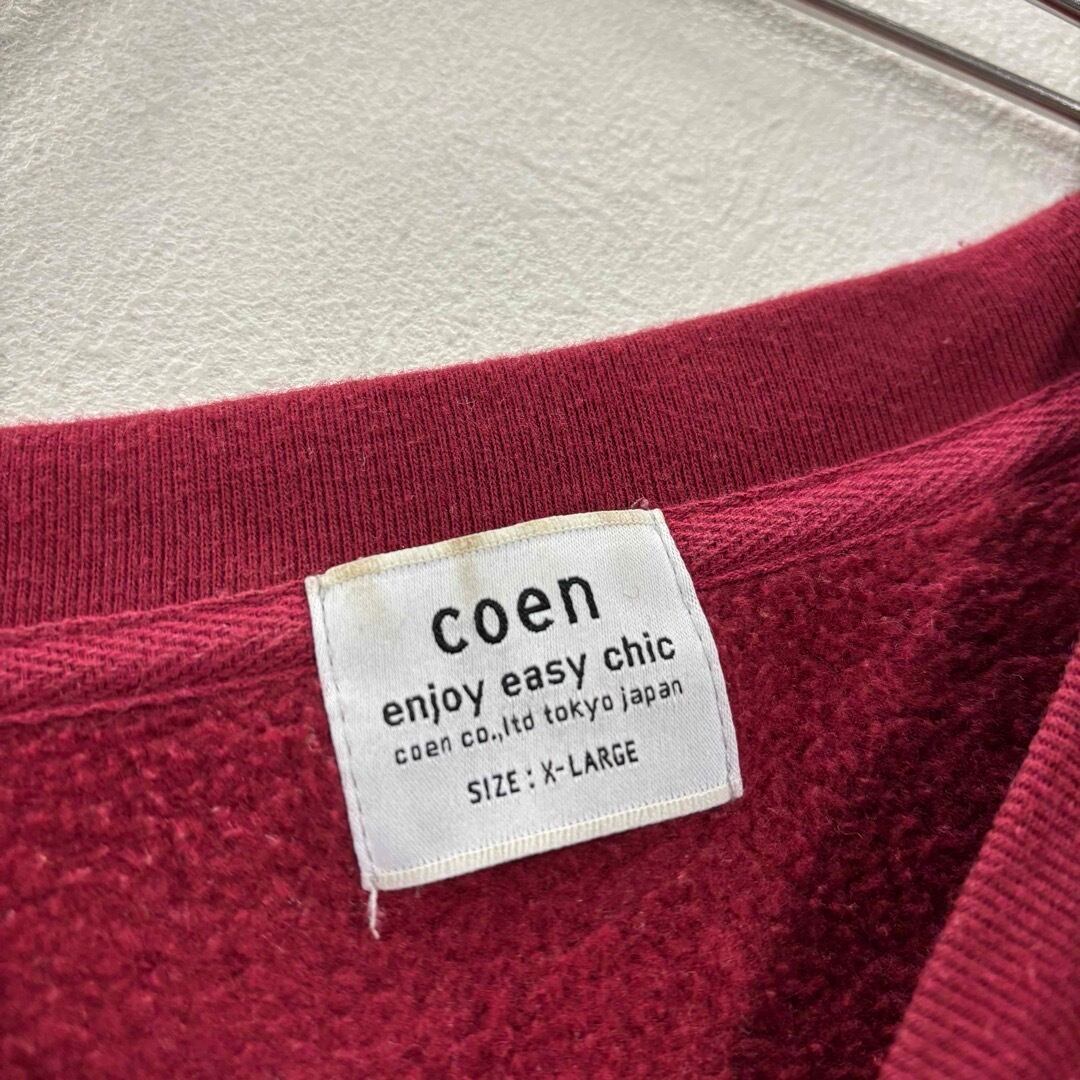 coen
enjoy easy chic
coen co.,ltd tokyo japan
SIZE : X-LARGE